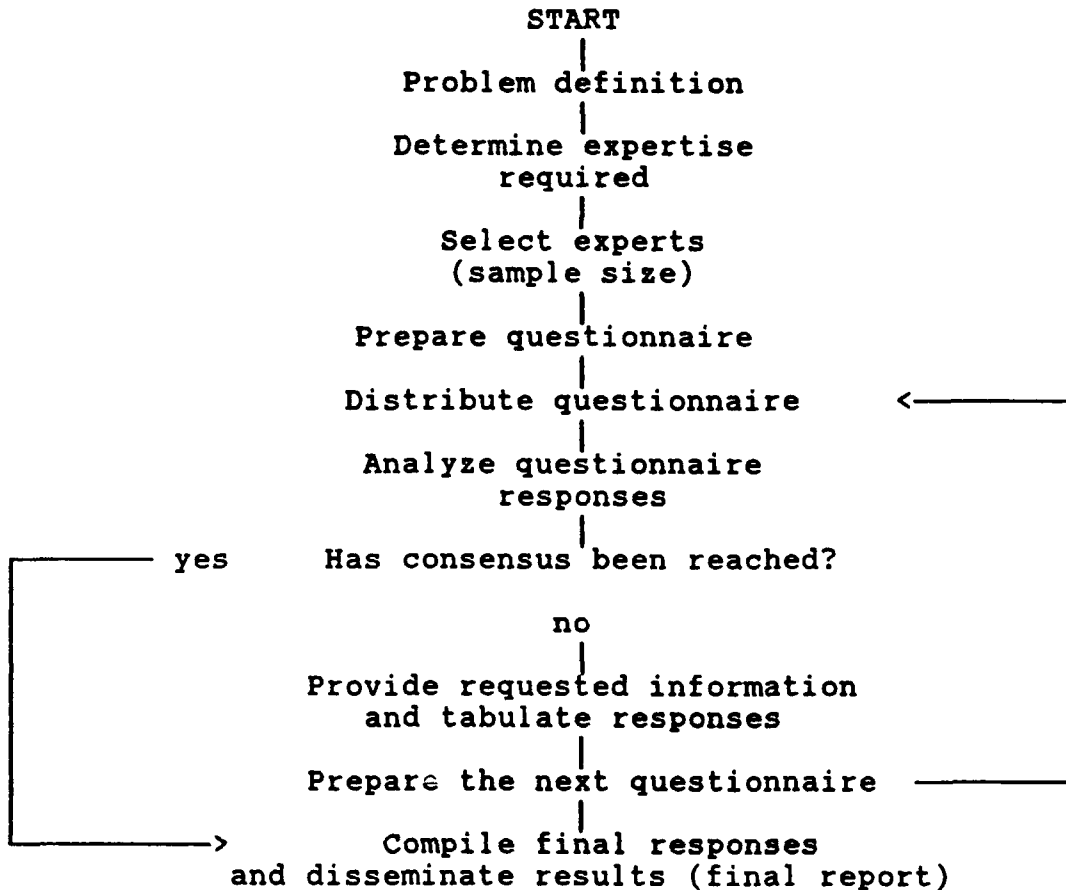 START
Problem definition
Determine expertise
required
Select experts
(sample size)
Prepare questionnaire
Distribute questionnaire
Analyze questionnaire
responses
yes Has consensus been reached?
no
Provide requested information
and tabulate responses
Prepare the next questionnaire
Compile final responses
and disseminate results (final report)